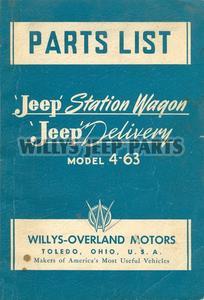 PARTS LIST
'Jeep' Station Wagon
'Jeep' Delivery
WILLYS JEEP PARTS
MODEL 4-63
WILLYS-OVERLAND MOTORS
TOLEDO, OHIO, U. S. A.
Makers of America's Most Useful Vehicles